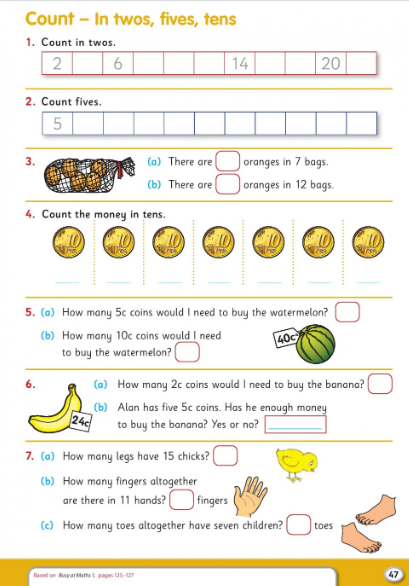 Count – In twos, fives, tens
1. Count in twos.
2 6 14 20
2. Count fives.
5
3. (a) There are oranges in 7 bags.
(b) There are oranges in 12 bags.
4. Count the money in tens.
10 10 10 10 10 10 10
5. (a) How many 5c coins would I need to buy the watermelon?
(b) How many 10c coins would I need
to buy the watermelon?
40c
6. (a) How many 2c coins would I need to buy the banana?
(b) Alan has five 5c coins. Has he enough money
to buy the banana? Yes or no?
24c
7. (a) How many legs have 15 chicks?
(b) How many fingers altogether
are there in 11 hands? fingers
(c) How many toes altogether have seven children? toes
Based on Busy at Maths 1, pages 125–127
47